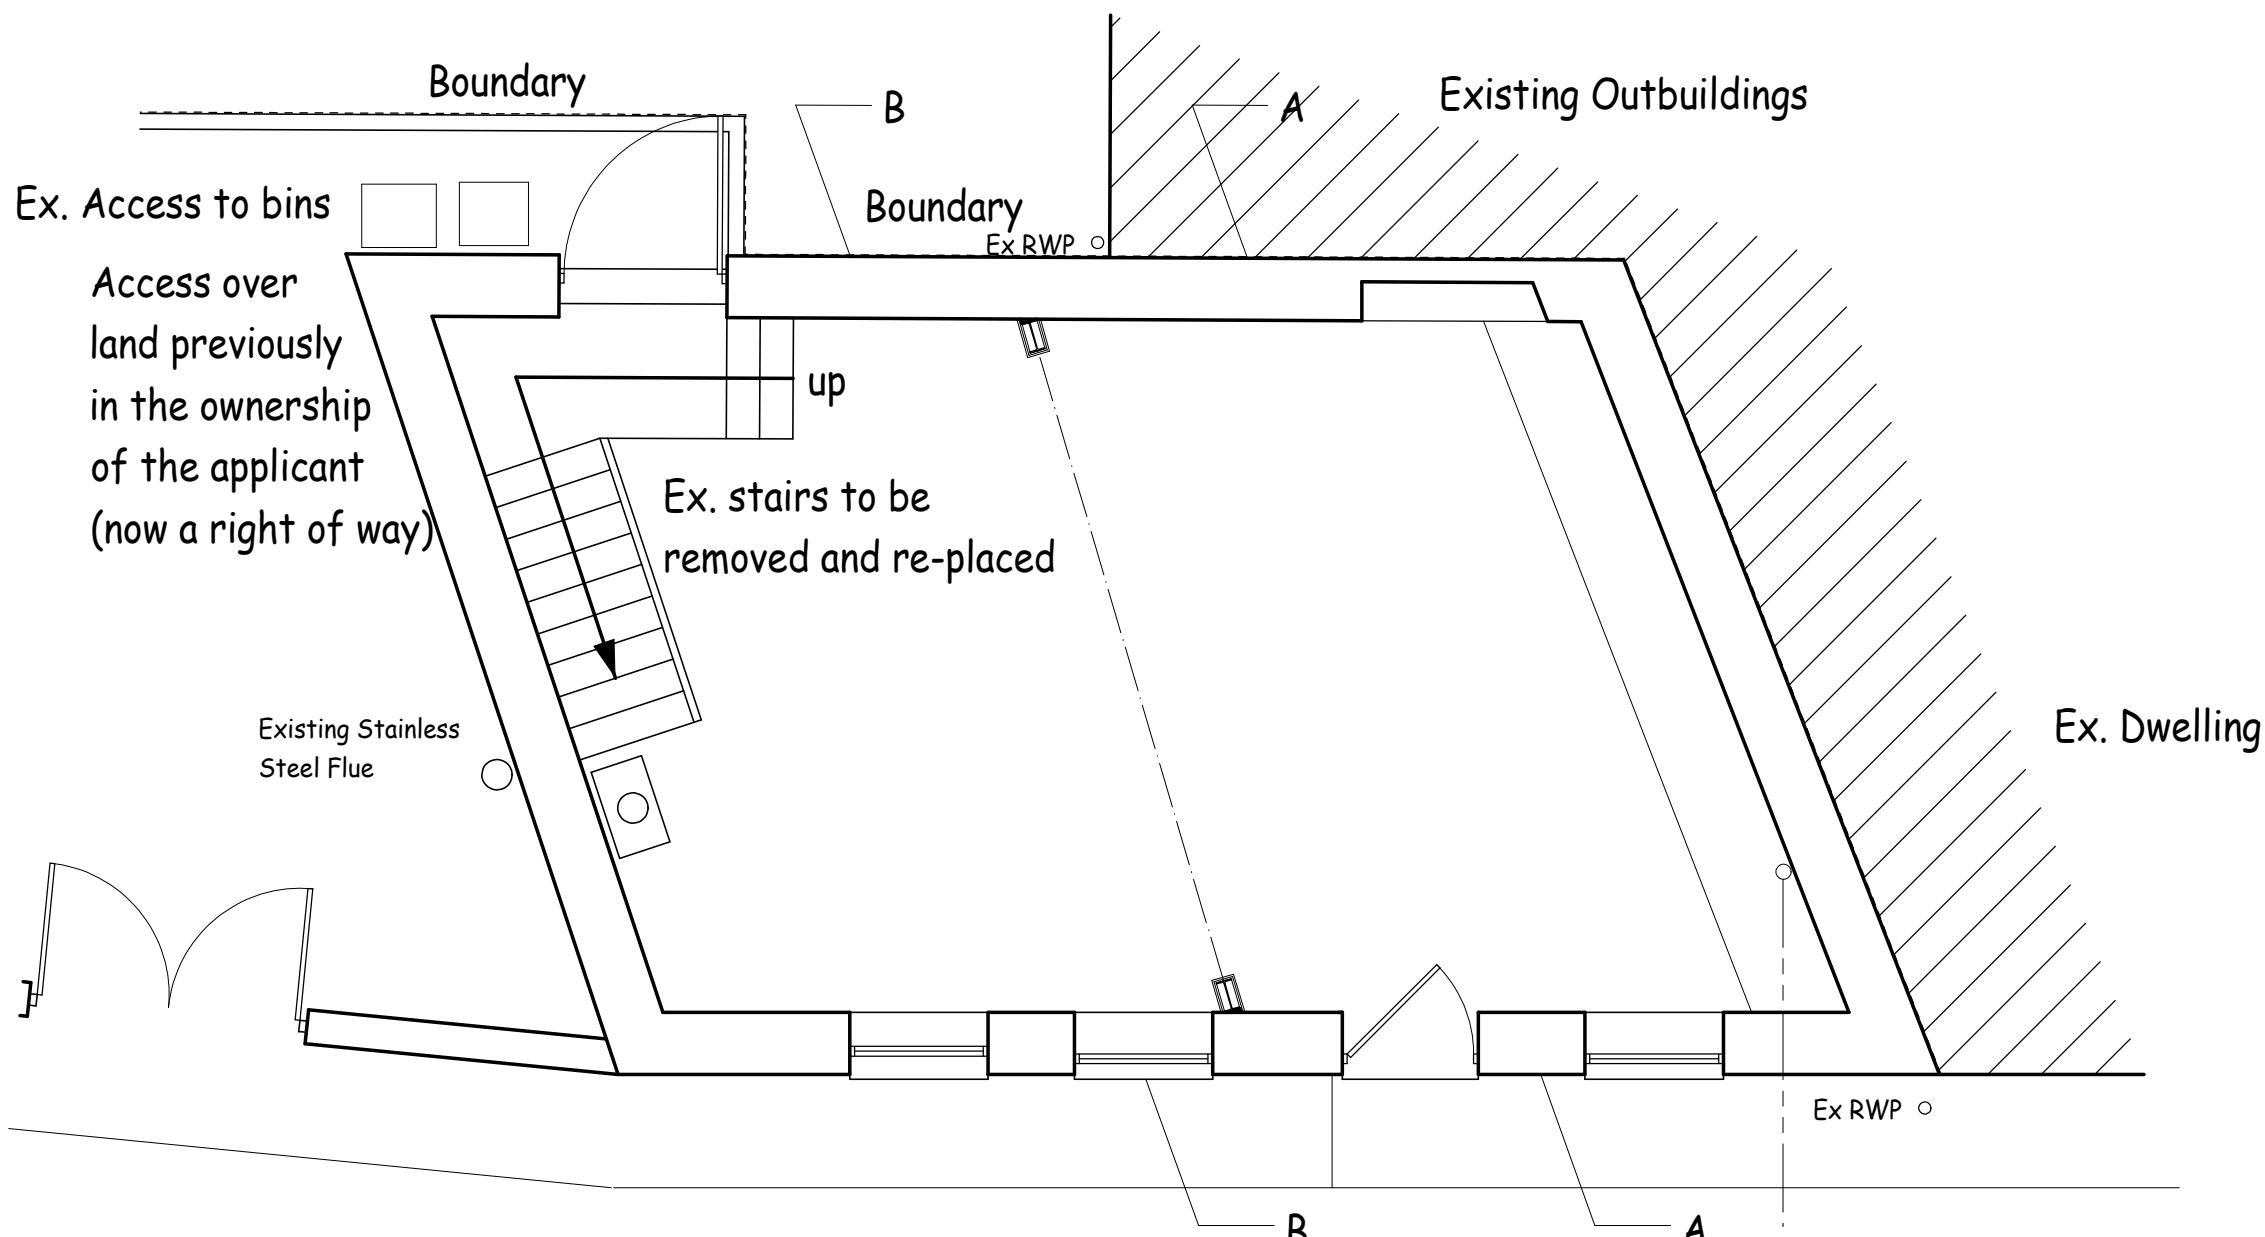 Boundary
B
A
Existing Outbuildings
Ex. Access to bins
Boundary
Ex RWP
Access over
land previously
in the ownership
of the applicant
(now a right of way)
up
Ex. stairs to be
removed and re-placed
Existing Stainless
Steel Flue
Ex. Dwelling
Ex RWP
B
A